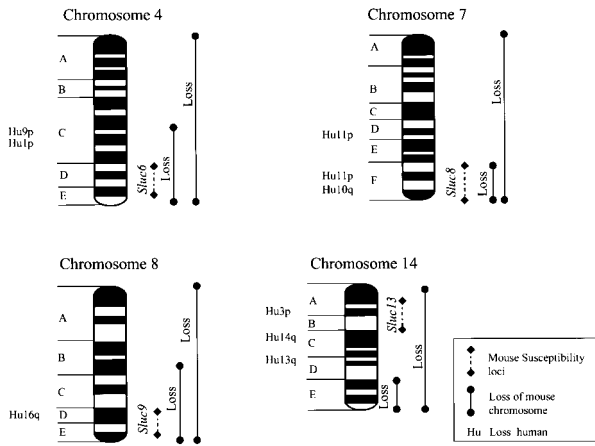 Chromosome 4
A
B
C
D
E
Hu9p
Hu1p
Sluc6
Loss
Loss
Chromosome 7
A
B
C
D
E
F
Hu11p
Hu11p
Hu10q
Sluc8
Loss
Loss
Chromosome 8
A
B
C
D
E
Hu16q
Sluc9
Loss
Loss
Chromosome 14
A
B
C
D
E
Hu3p
Hu14q
Hu13q
Sluc13
Loss
Loss
Mouse Susceptibility
loci
Loss of mouse
chromosome
Hu Loss human